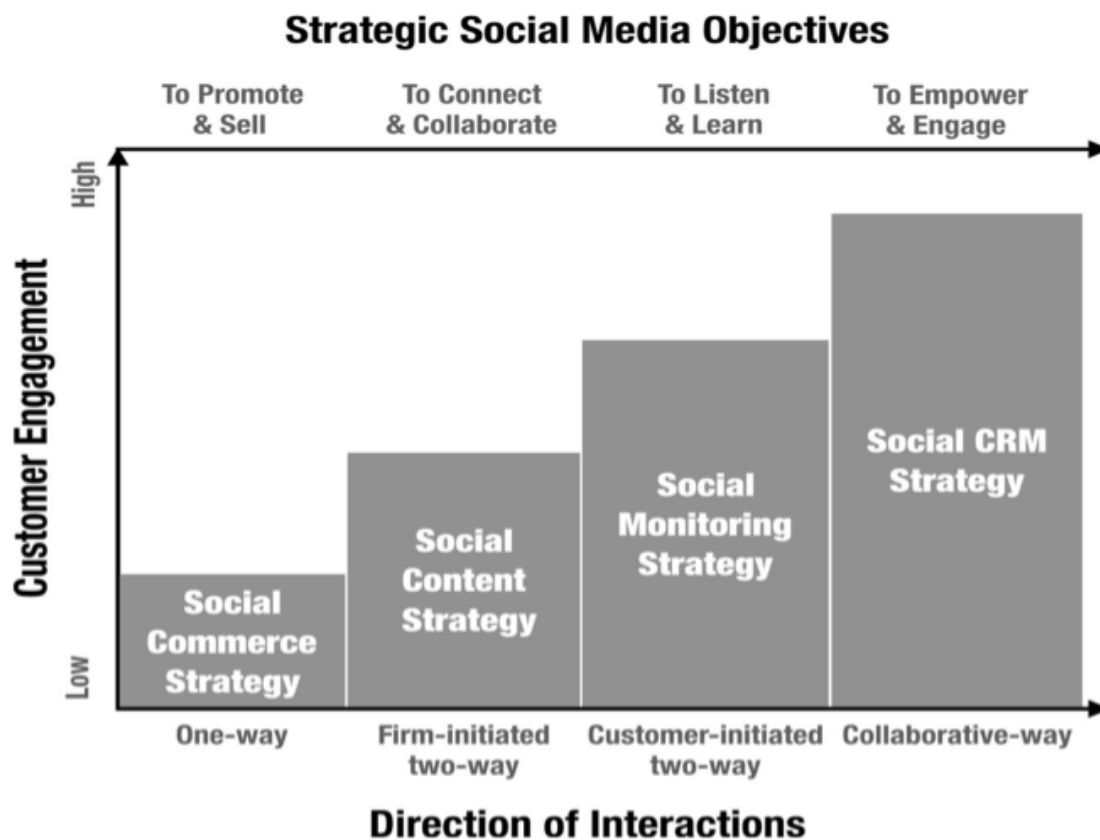 Strategic Social Media Objectives
To Promote
& Sell
To Connect
& Collaborate
To Listen
& Learn
To Empower
& Engage
High
Customer Engagement
Low
Social
Commerce
Strategy
Social
Content
Strategy
Social
Monitoring
Strategy
Social CRM
Strategy
One-way
Firm-initiated
two-way
Customer-initiated
two-way
Collaborative-way
Direction of Interactions